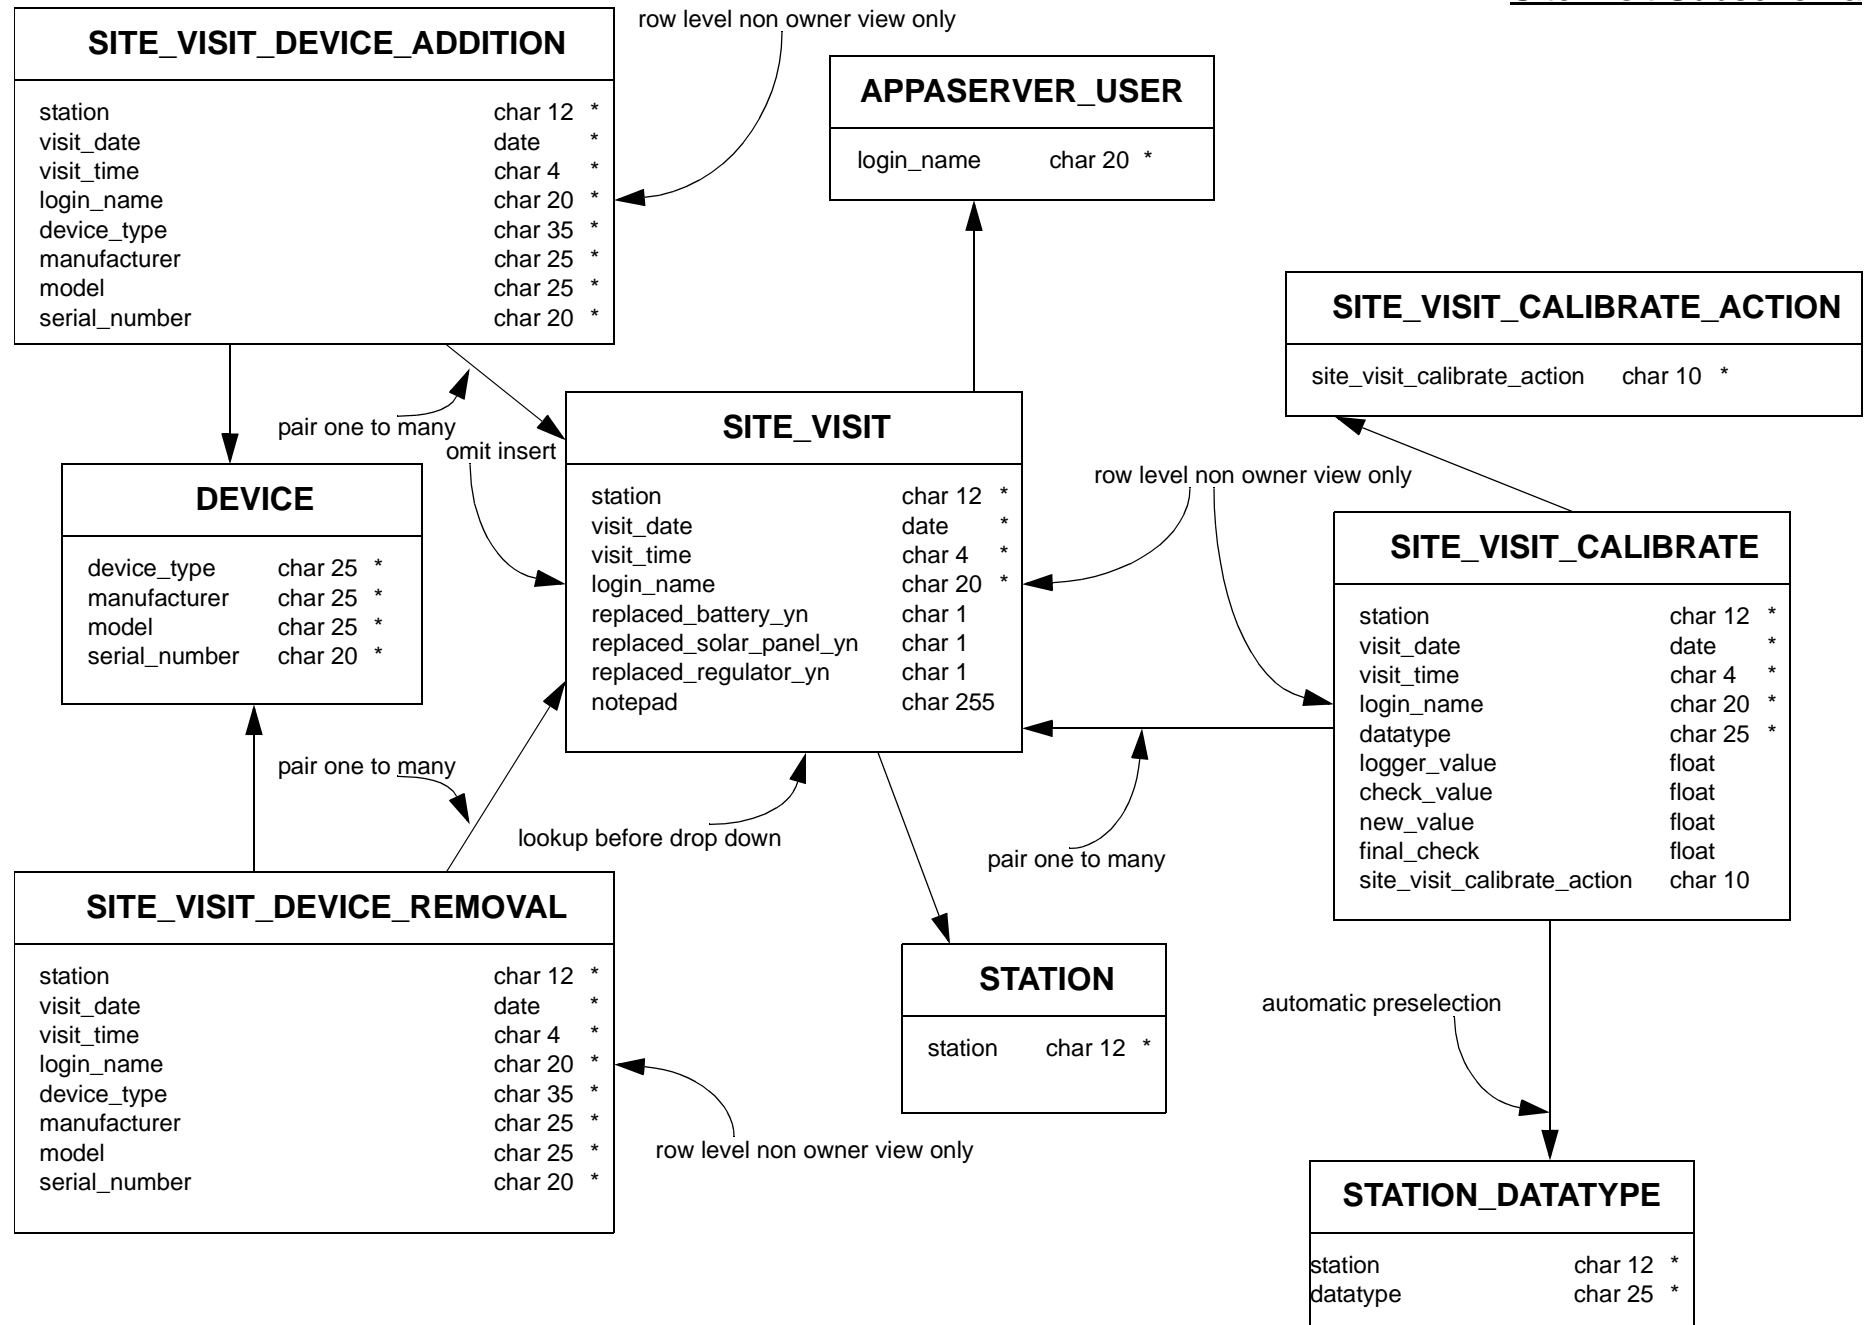 row level non owner view only
SITE_VISIT_DEVICE_ADDITION
station char 12 *
visit_date date *
visit_time char 4 *
login_name char 20 *
device_type char 35 *
manufacturer char 25 *
model char 25 *
serial_number char 20 *
APPASERVER_USER
login_name char 20 *
SITE_VISIT_CALIBRATE_ACTION
site_visit_calibrate_action char 10 *
pair one to many
omit insert
SITE_VISIT
station char 12 *
visit_date date *
visit_time char 4 *
login_name char 20 *
replaced_battery_yn char 1
replaced_solar_panel_yn char 1
replaced_regulator_yn char 1
notepad char 255
row level non owner view only
DEVICE
device_type char 25 *
manufacturer char 25 *
model char 25 *
serial_number char 20 *
SITE_VISIT_CALIBRATE
station char 12 *
visit_date date *
visit_time char 4 *
login_name char 20 *
datatype char 25 *
logger_value float
check_value float
new_value float
final_check float
site_visit_calibrate_action char 10
pair one to many
lookup before drop down
pair one to many
SITE_VISIT_DEVICE_REMOVAL
station char 12 *
visit_date date *
visit_time char 4 *
login_name char 20 *
device_type char 35 *
manufacturer char 25 *
model char 25 *
serial_number char 20 *
row level non owner view only
STATION
station char 12 *
automatic preselection
STATION_DATATYPE
station char 12 *
datatype char 25 *